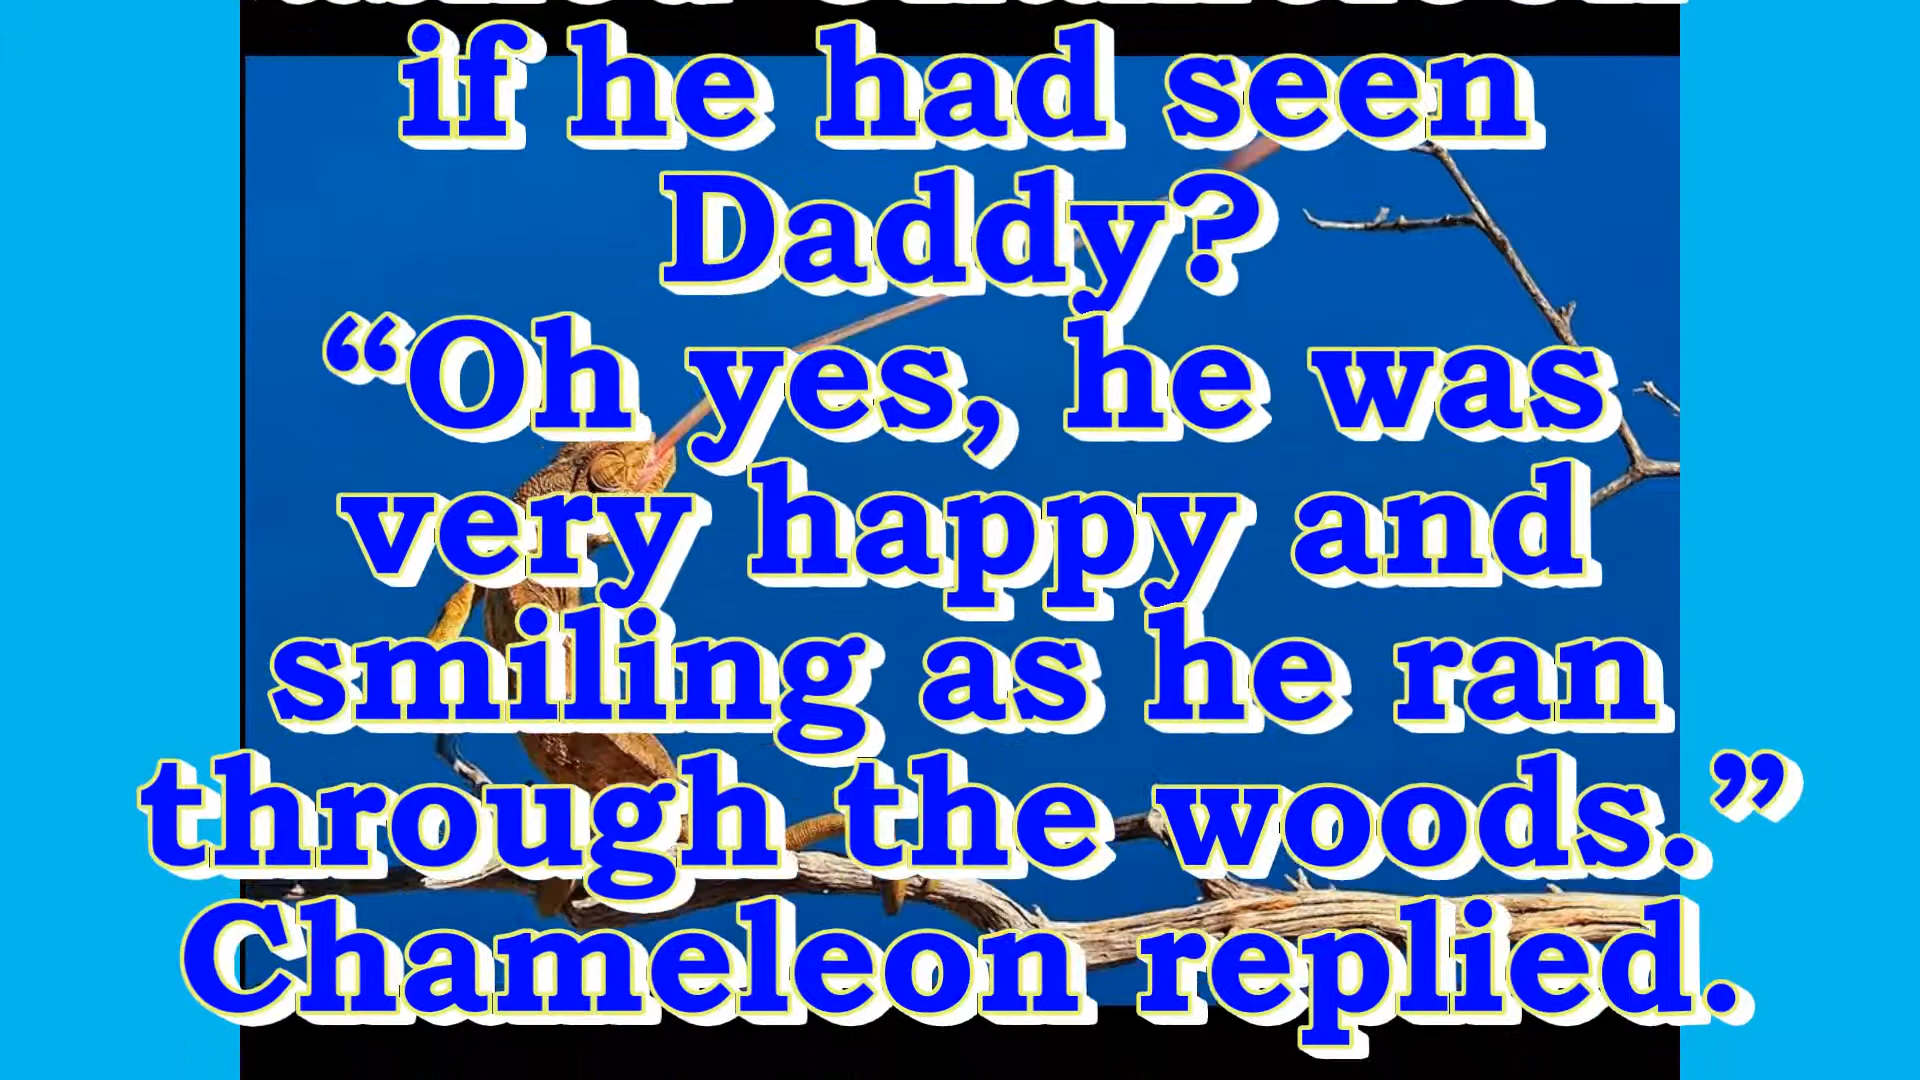 if he had seen
Daddy?
“Oh yes, he was
very happy and
smiling as he ran
through the woods.”
Chameleon replied.